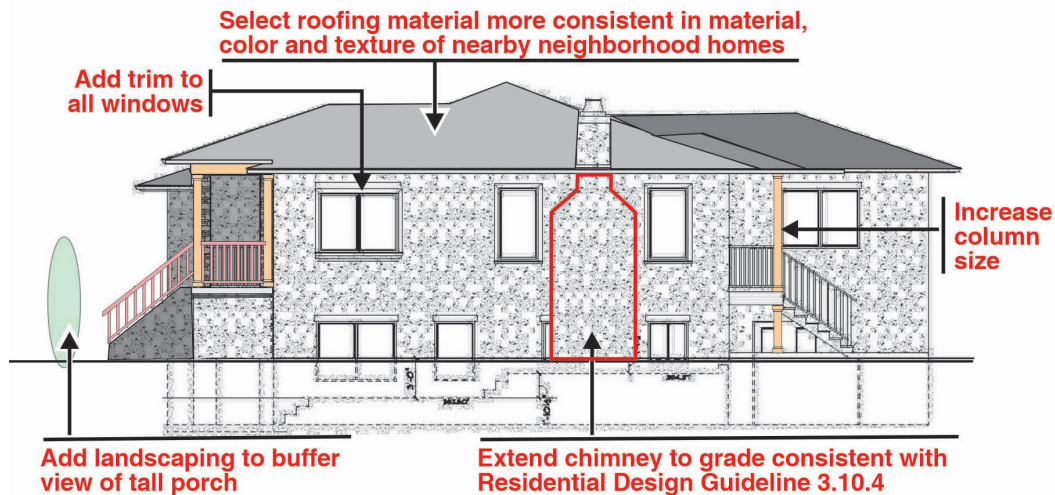 Select roofing material more consistent in material,
color and texture of nearby neighborhood homes
Add trim to
all windows
Increase
column
size
3'-0"
Add landscaping to buffer
view of tall porch
Extend chimney to grade consistent with
Residential Design Guideline 3.10.4